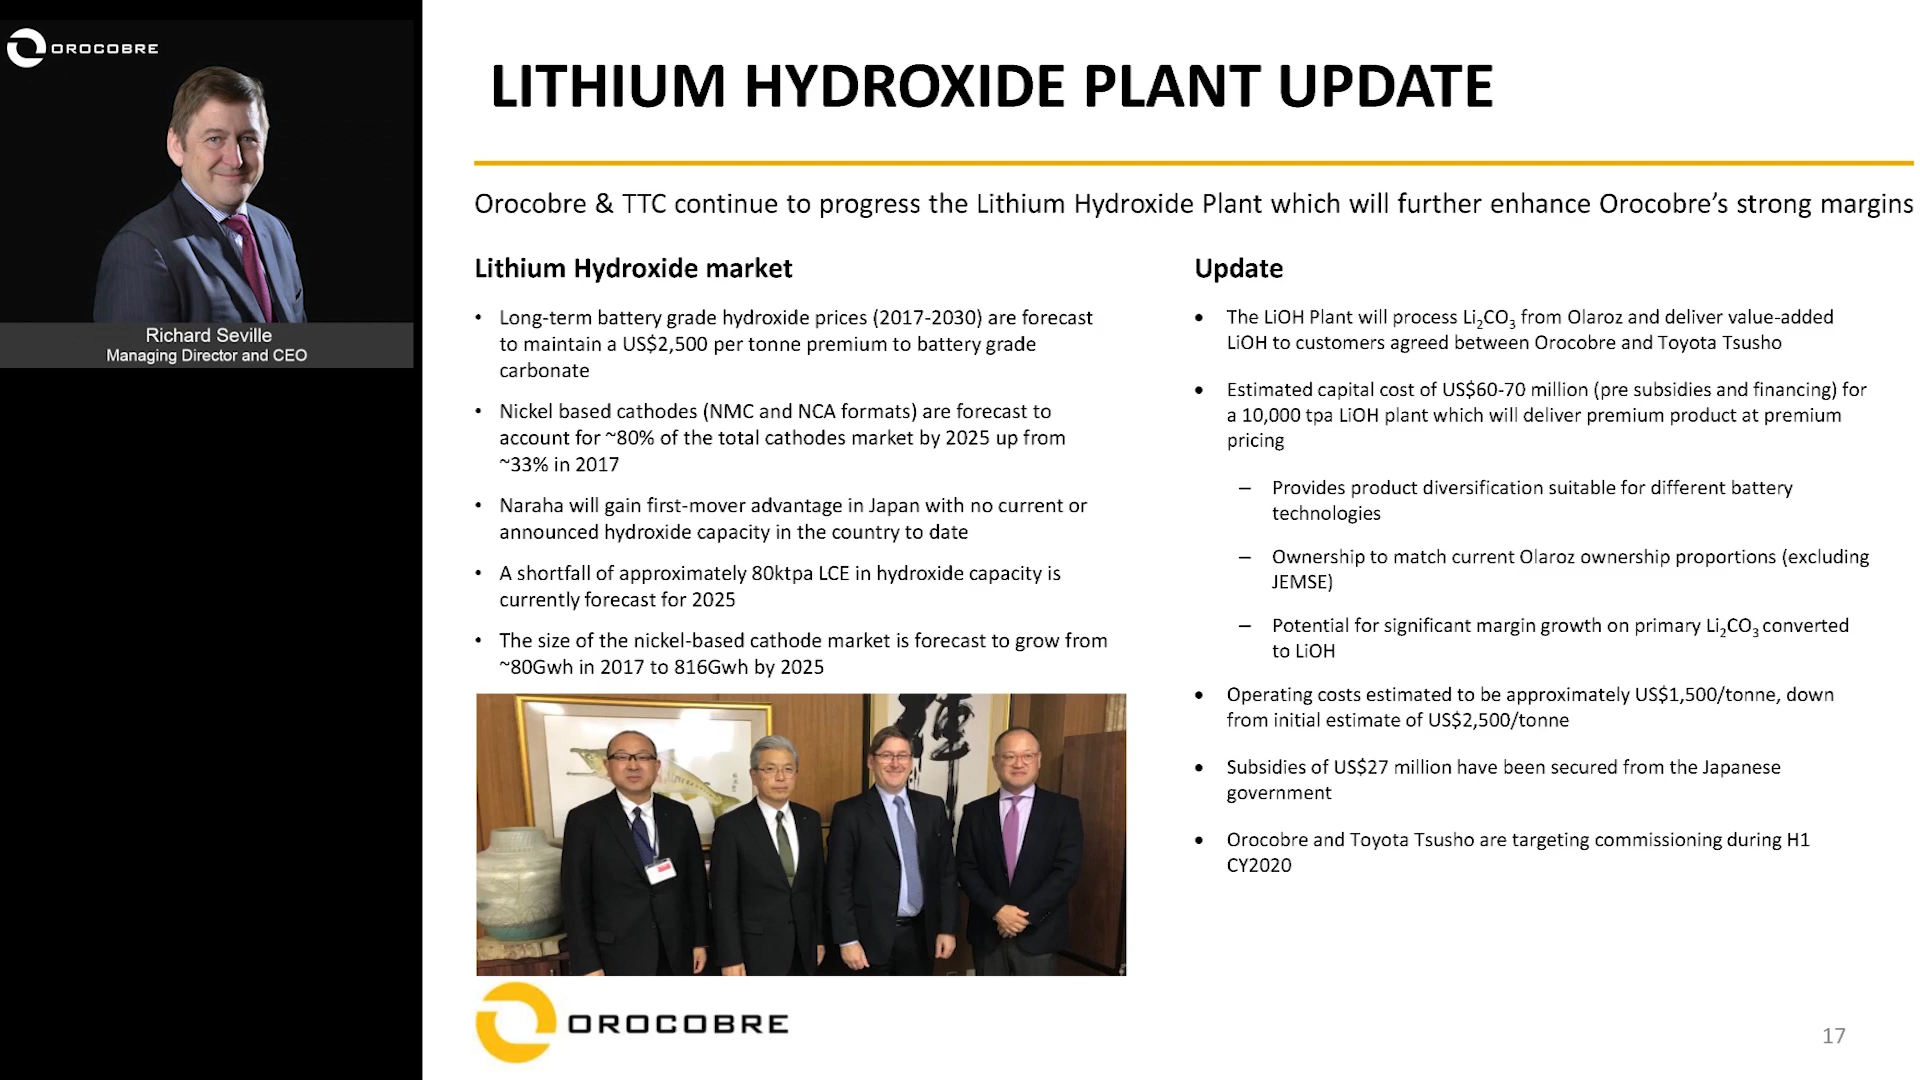 OROCOBRE
Richard Seville
Managing Director and CEO
LITHIUM HYDROXIDE PLANT UPDATE
Orocobre & TTC continue to progress the Lithium Hydroxide Plant which will further enhance Orocobre’s strong margins
Lithium Hydroxide market
• Long-term battery grade hydroxide prices (2017-2030) are forecast
to maintain a US$2,500 per tonne premium to battery grade
carbonate
• Nickel based cathodes (NMC and NCA formats) are forecast to
account for ~80% of the total cathodes market by 2025 up from
~33% in 2017
• Naraha will gain first-mover advantage in Japan with no current or
announced hydroxide capacity in the country to date
• A shortfall of approximately 80ktpa LCE in hydroxide capacity is
currently forecast for 2025
• The size of the nickel-based cathode market is forecast to grow from
~80Gwh in 2017 to 816Gwh by 2025
Update
• The LiOH Plant will process Li₂CO₃ from Olaroz and deliver value-added
LiOH to customers agreed between Orocobre and Toyota Tsusho
• Estimated capital cost of US$60-70 million (pre subsidies and financing) for
a 10,000 tpa LiOH plant which will deliver premium product at premium
pricing
– Provides product diversification suitable for different battery
technologies
– Ownership to match current Olaroz ownership proportions (excluding
JEMSE)
– Potential for significant margin growth on primary Li₂CO₃ converted
to LiOH
• Operating costs estimated to be approximately US$1,500/tonne, down
from initial estimate of US$2,500/tonne
• Subsidies of US$27 million have been secured from the Japanese
government
• Orocobre and Toyota Tsusho are targeting commissioning during H1
CY2020
OROCOBRE
17